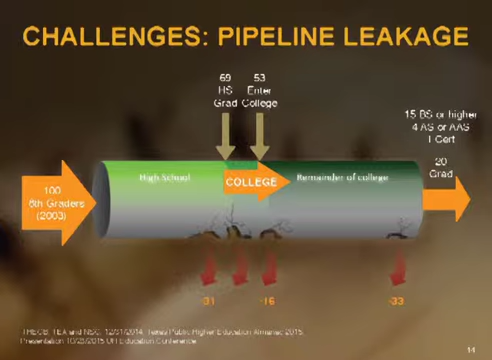 CHALLENGES: PIPELINE LEAKAGE
69
HS
Grad
53
Enter
College
15 BS or higher
4 AS or AAS
1 Cert
20
Grad
High School
COLLEGE
Remainder of college
100
8th Graders
(2003)
-31
-16
-33
THECB, TEA and NSC, 12/31/2014, Texas Public Higher Education Almanac 2015,
Presentation 10/28/2015 UH Education Conference
14